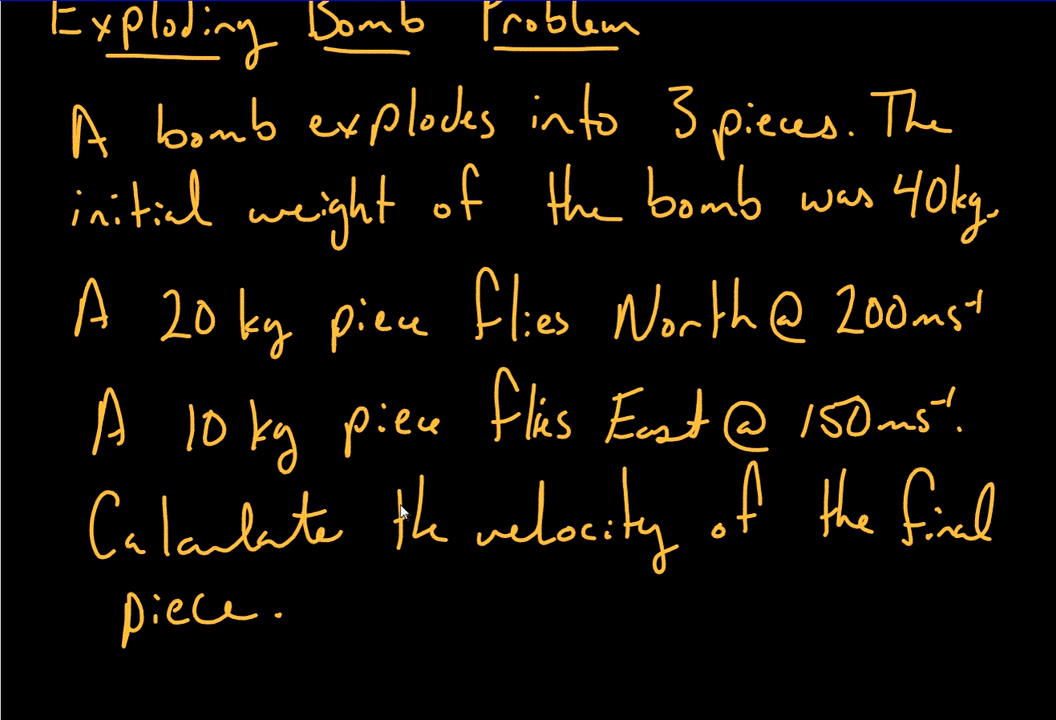 Exploding Bomb Problem
A bomb explodes into 3 pieces. The
initial weight of the bomb was 40kg.
A 20 kg piece flies North @ 200ms⁻¹
A 10 kg piece flies East @ 150ms⁻¹.
Calculate the velocity of the final
piece.